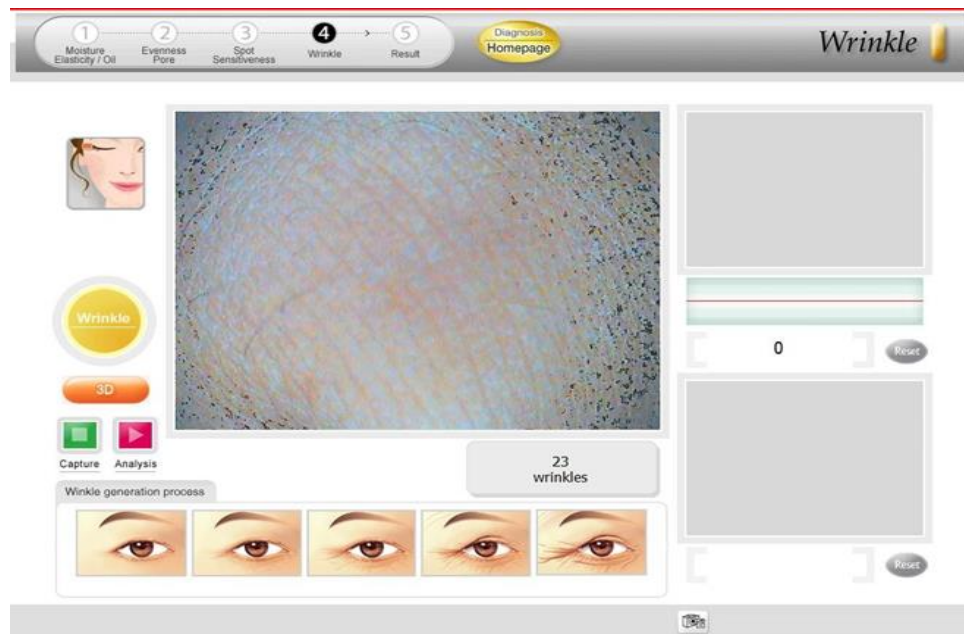 1
Moisture
Elasticity / Oil
2
Evenness
Pore
3
Spot
Sensitiveness
4
Wrinkle
>
5
Result
Diagnosis
Homepage
Wrinkle
Wrinkle
3D
Capture
Analysis
0
Reset
23
wrinkles
Winkle generation process
Reset